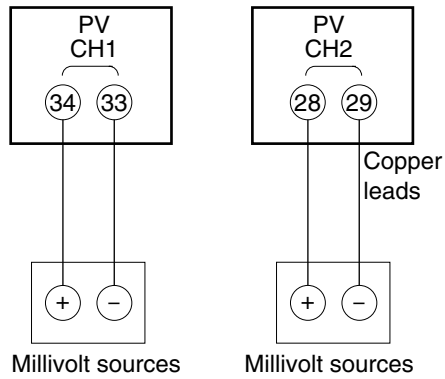 PV
CH1
34 33
+ −
Millivolt sources
PV
CH2
28 29
Copper
leads
+ −
Millivolt sources